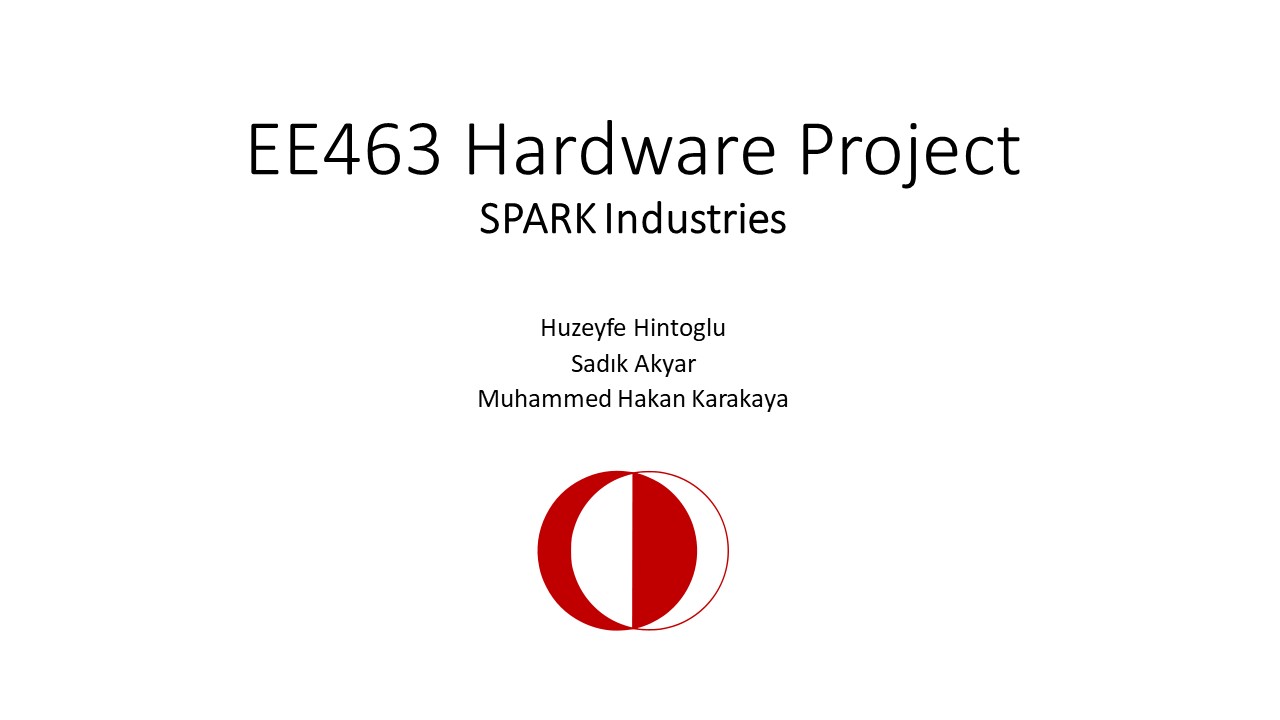 EE463 Hardware Project
SPARK Industries
Huzeyfe Hintoglu
Sadık Akyar
Muhammed Hakan Karakaya